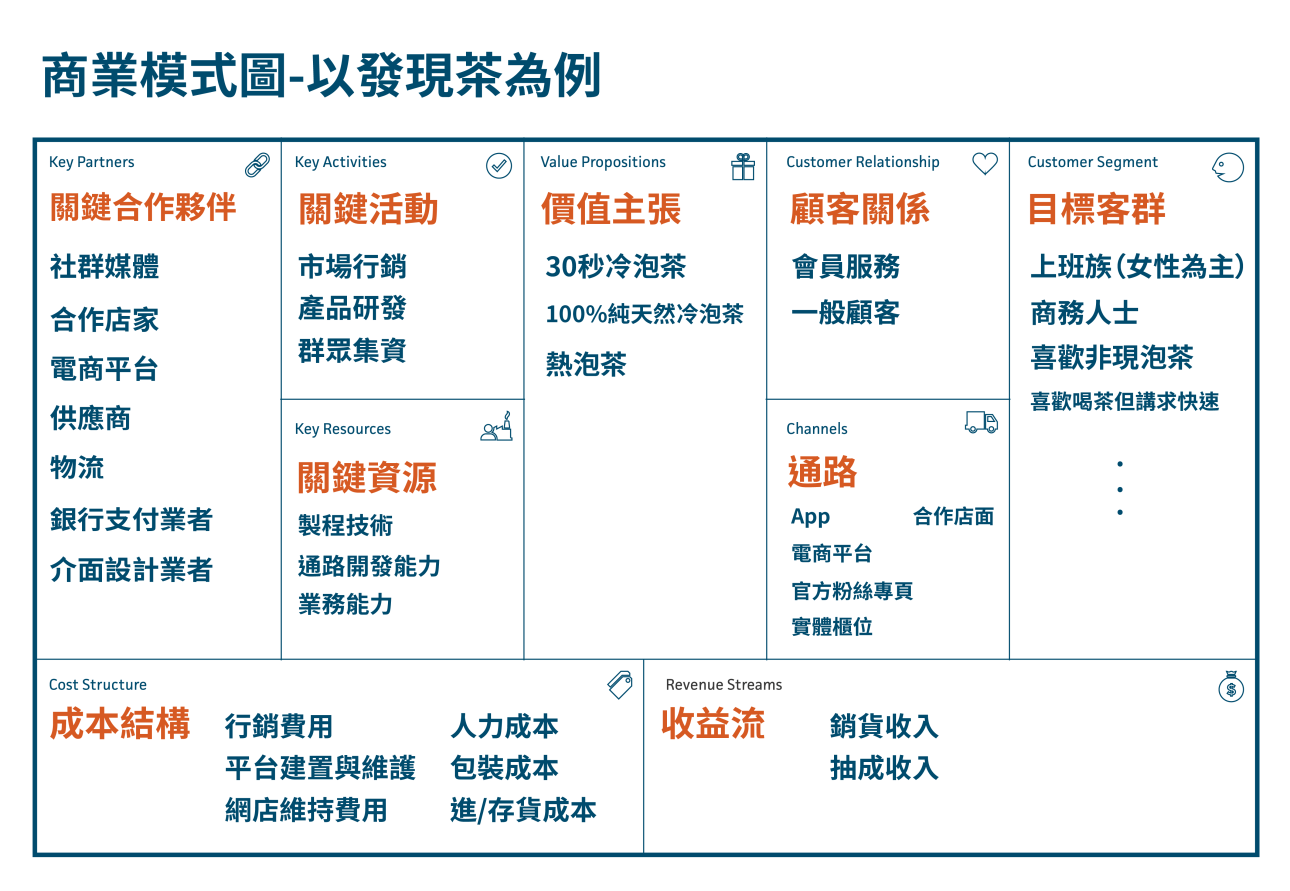 商業模式圖-以發現茶為例
Key Partners
關鍵合作夥伴
社群媒體
合作店家
電商平台
供應商
物流
銀行支付業者
介面設計業者
Key Activities
關鍵活動
市場行銷
產品研發
群眾集資
Key Resources
關鍵資源
製程技術
通路開發能力
業務能力
Value Propositions
價值主張
30秒冷泡茶
100%純天然冷泡茶
熱泡茶
Customer Relationship
顧客關係
會員服務
一般顧客
Channels
通路
App 合作店面
電商平台
官方粉絲專頁
實體櫃位
Customer Segment
目標客群
上班族(女性為主)
商務人士
喜歡非現泡茶
喜歡喝茶但講求快速
Cost Structure
成本結構
行銷費用
平台建置與維護
網店維持費用
人力成本
包裝成本
進/存貨成本
Revenue Streams
收益流
銷貨收入
抽成收入